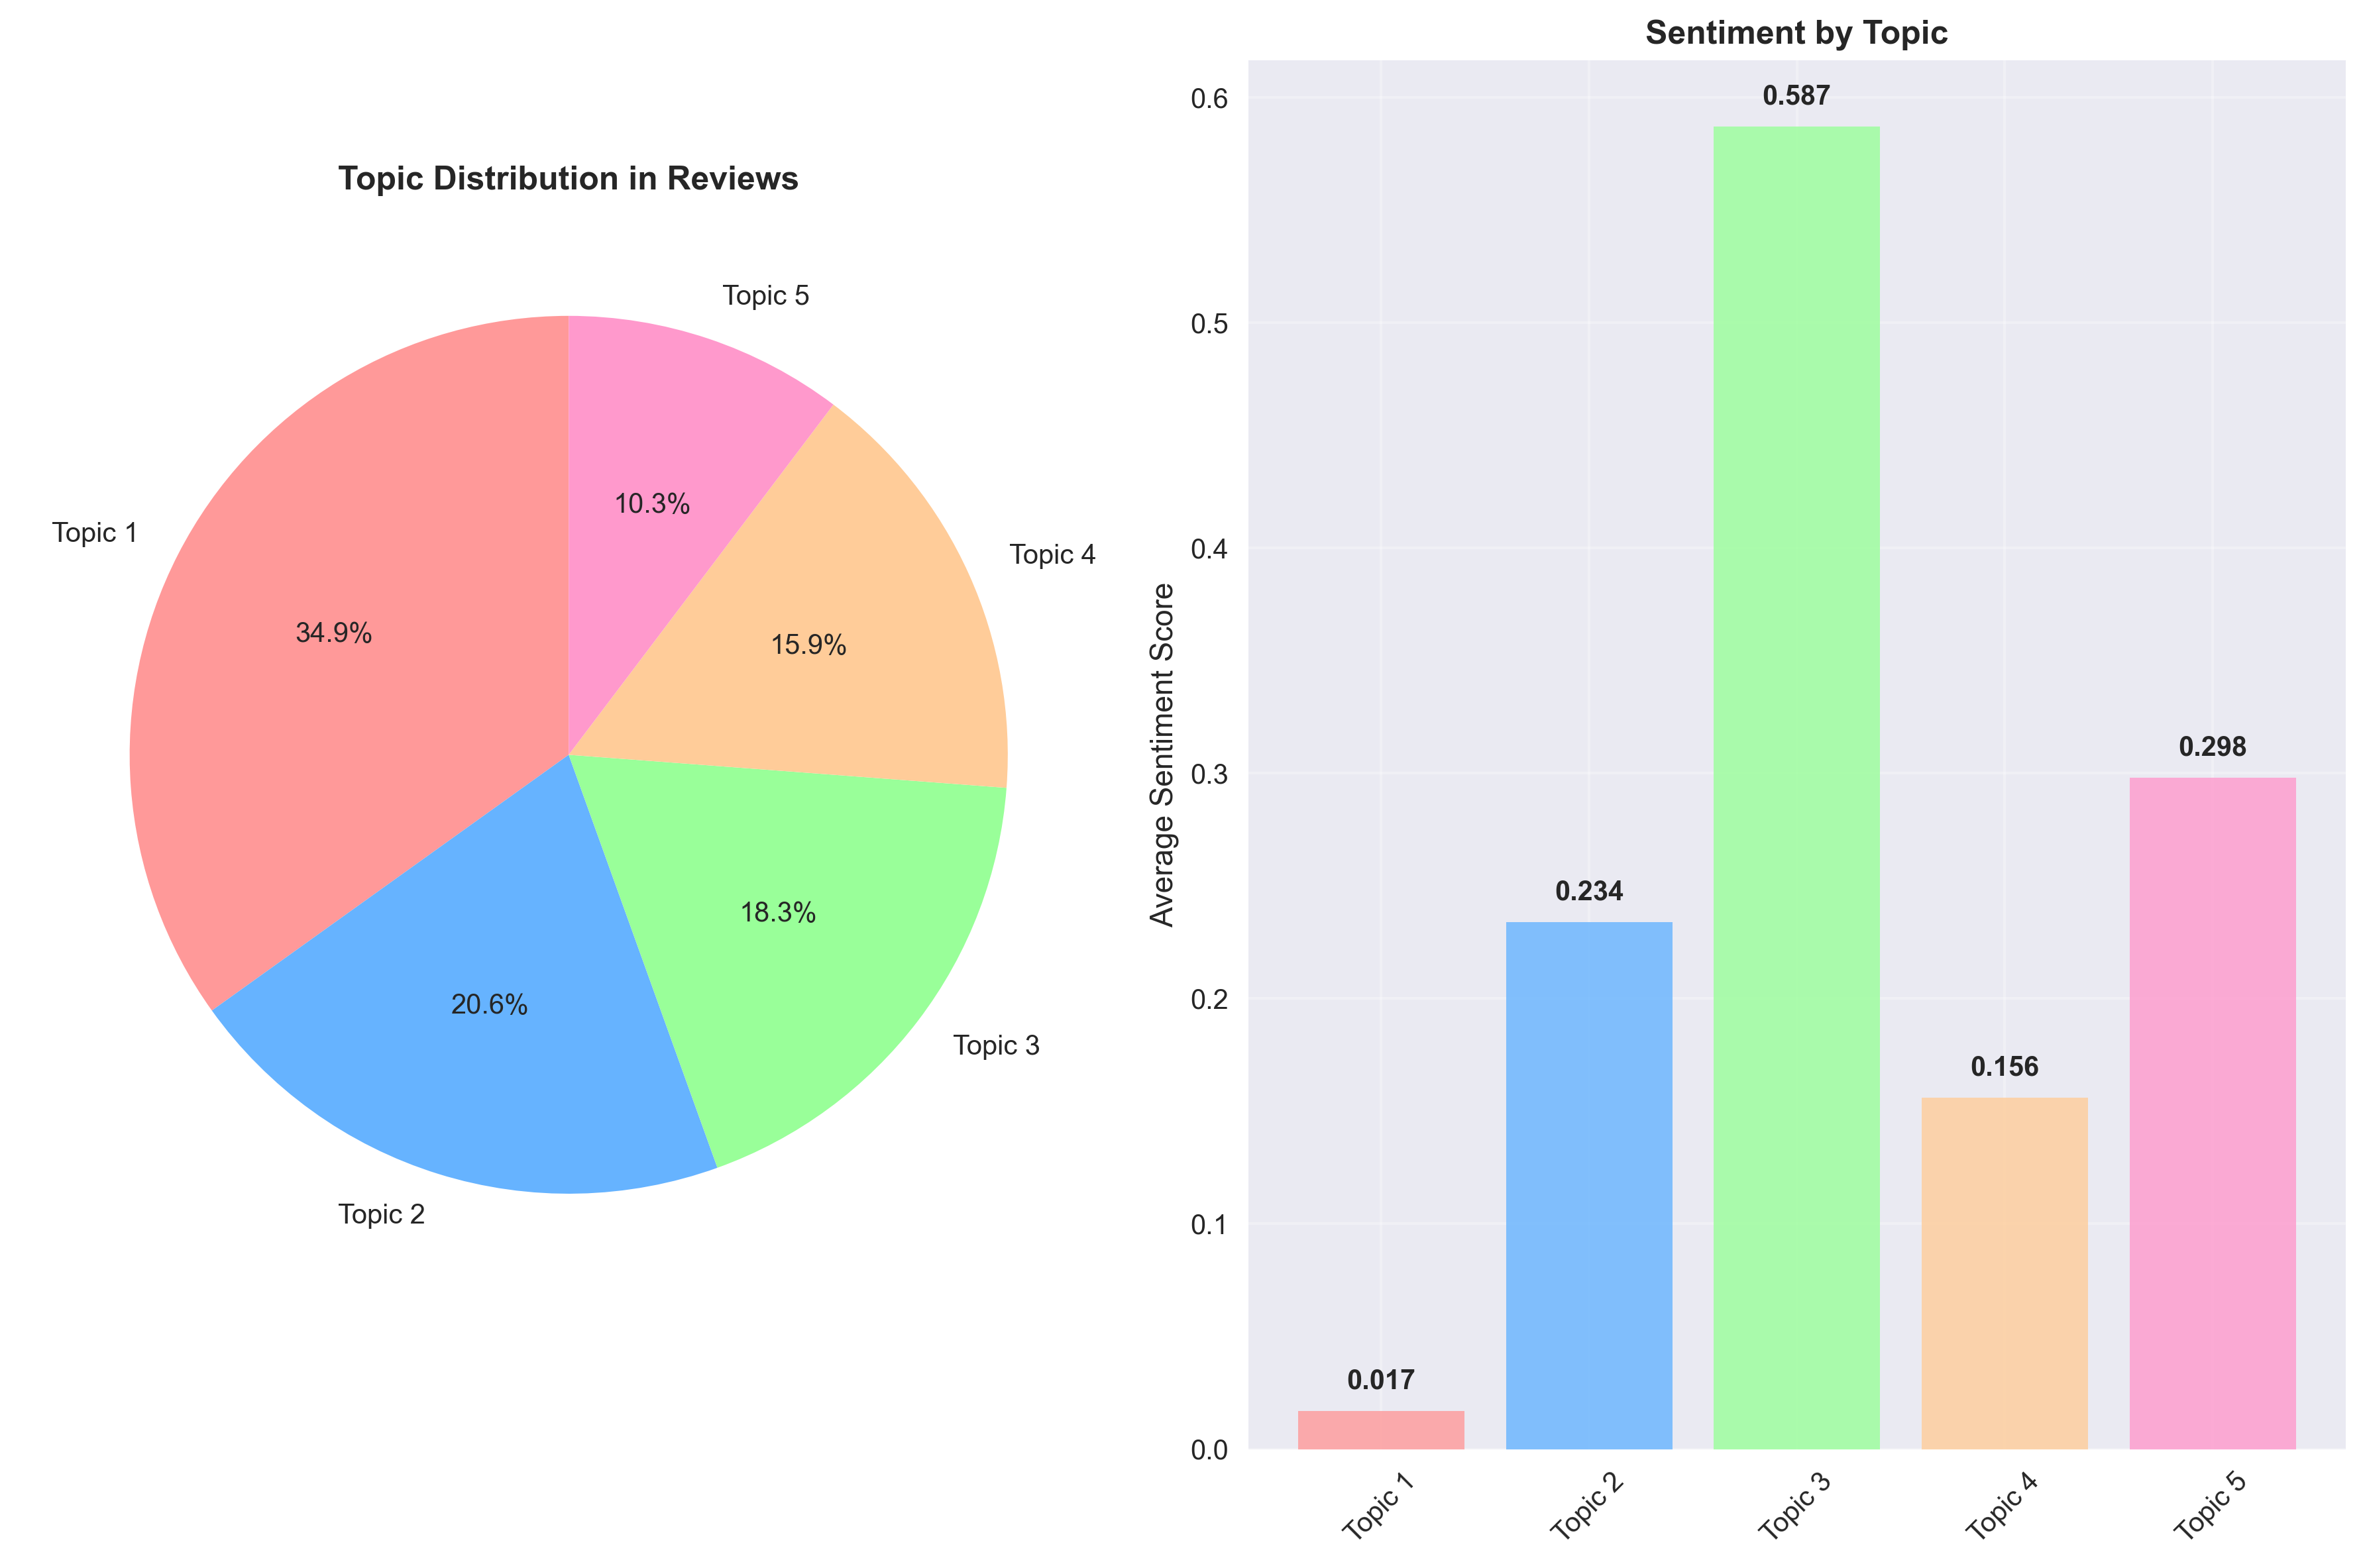 Topic Distribution in Reviews
Topic 5
Topic 1
Topic 4
Topic 3
Topic 2
10.3%
34.9%
15.9%
18.3%
20.6%
Sentiment by Topic
Average Sentiment Score
0.6
0.5
0.4
0.3
0.2
0.1
0.0
0.017
0.234
0.587
0.156
0.298
Topic 1
Topic 2
Topic 3
Topic 4
Topic 5